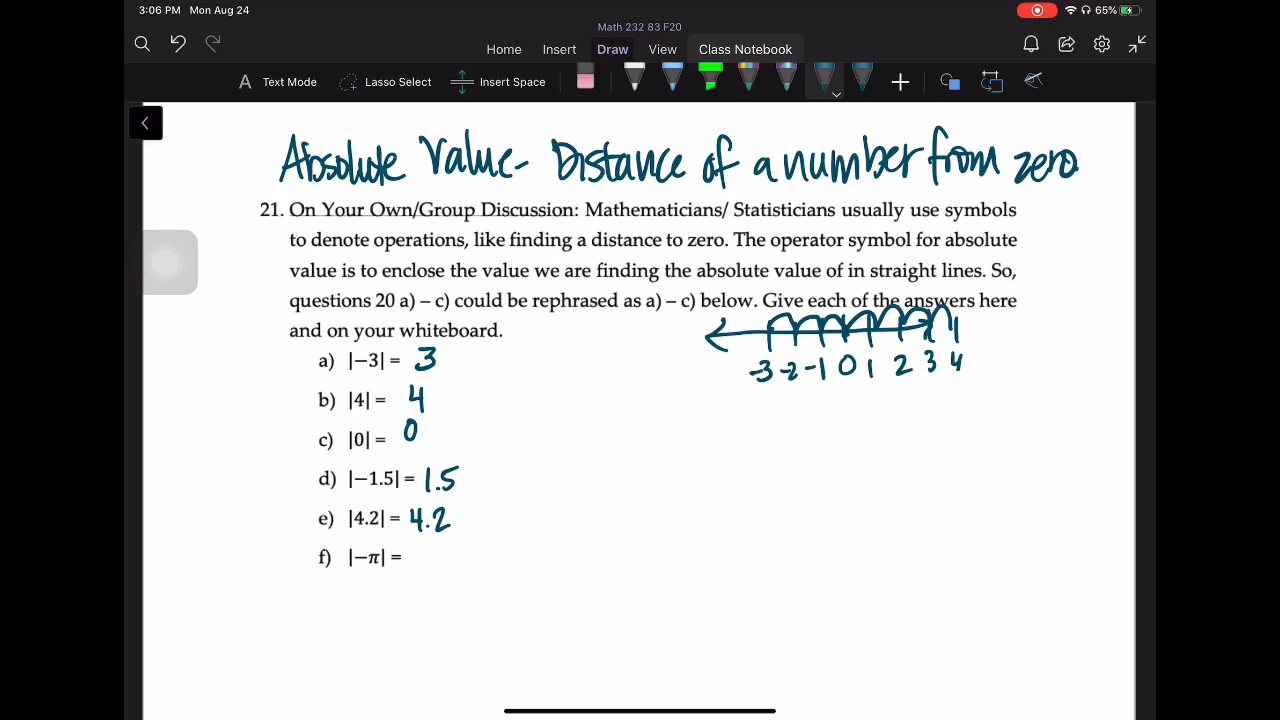 3:06 PM Mon Aug 24
65%
Math 232 83 F20
Home Insert Draw View Class Notebook
Text Mode Lasso Select Insert Space
Absolute Value- Distance of a number from zero
21. On Your Own/Group Discussion: Mathematicians/ Statisticians usually use symbols
to denote operations, like finding a distance to zero. The operator symbol for absolute
value is to enclose the value we are finding the absolute value of in straight lines. So,
questions 20 a) – c) could be rephrased as a) – c) below. Give each of the answers here
and on your whiteboard.
-3 -2 -1 0 1 2 3 4
a) |−3| = 3
b) |4| = 4
c) |0| = 0
d) |−1.5| = 1.5
e) |4.2| = 4.2
f) |−π| =